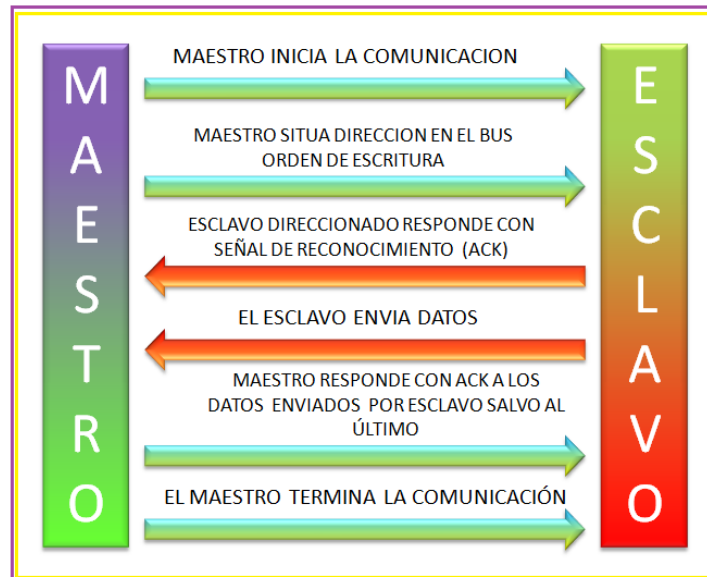 MAESTRO
MAESTRO INICIA LA COMUNICACION
MAESTRO SITUA DIRECCION EN EL BUS
ORDEN DE ESCRITURA
ESCLAVO DIRECCIONADO RESPONDE CON
SEÑAL DE RECONOCIMIENTO (ACK)
EL ESCLAVO ENVIA DATOS
MAESTRO RESPONDE CON ACK A LOS
DATOS ENVIADOS POR ESCLAVO SALVO AL
ÚLTIMO
EL MAESTRO TERMINA LA COMUNICACIÓN
ESCLAVO